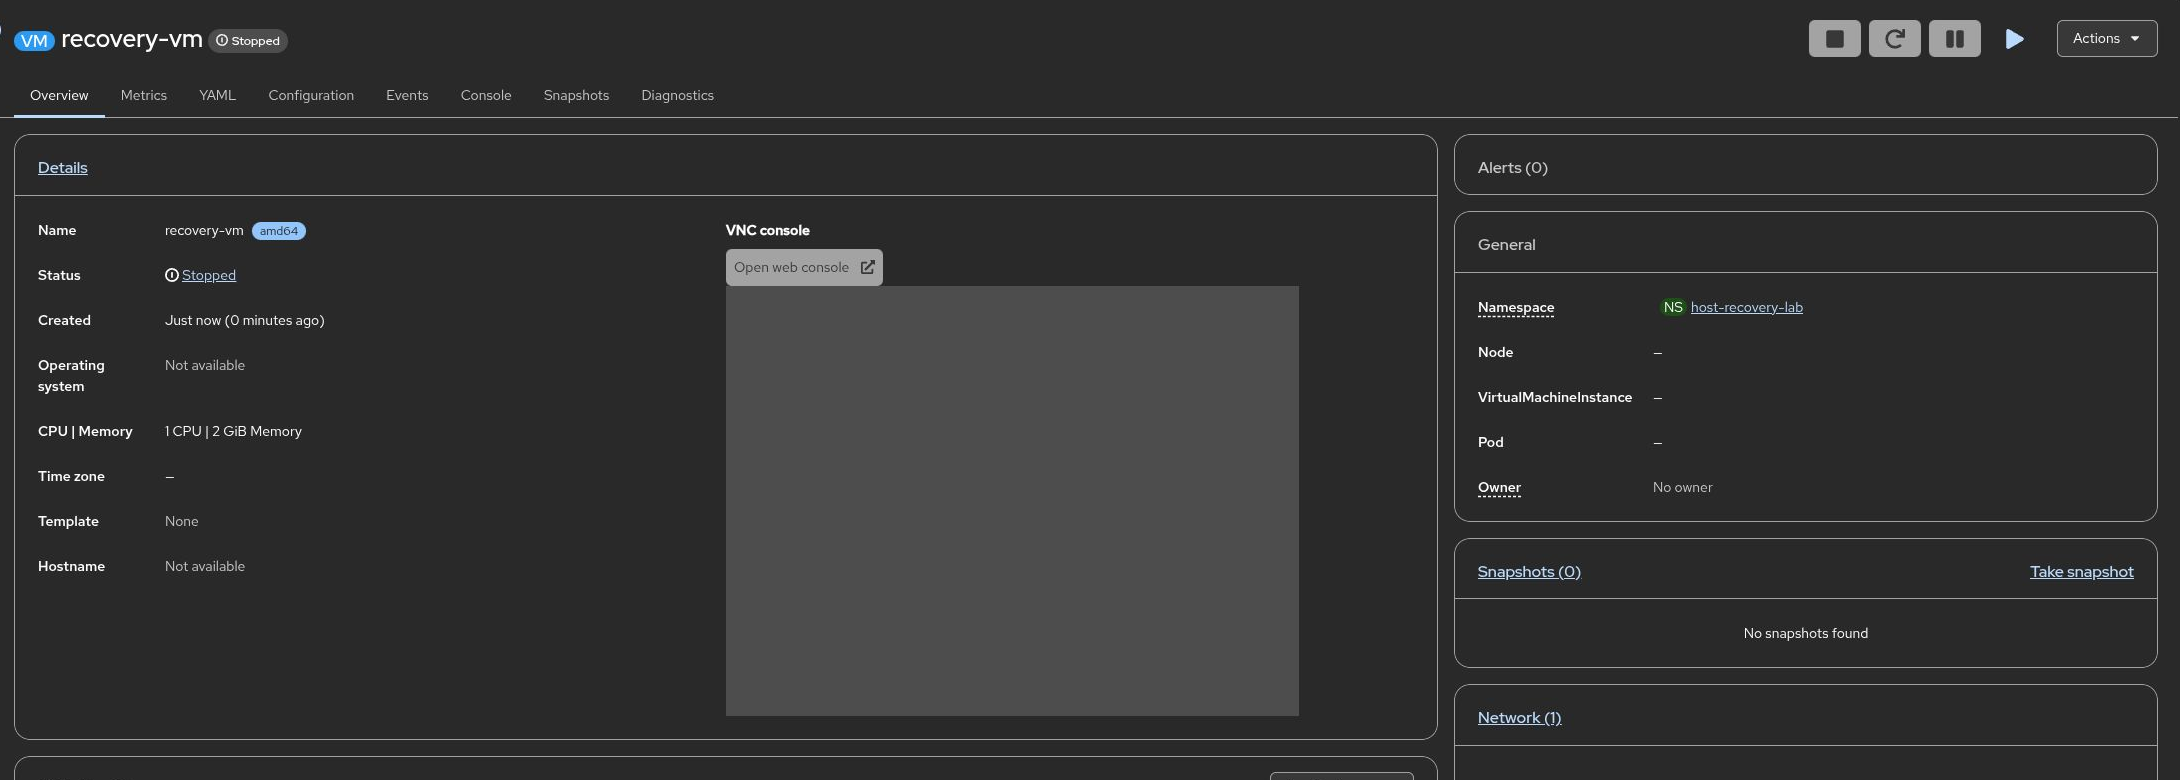 VM recovery-vm Stopped
Actions
Overview Metrics YAML Configuration Events Console Snapshots Diagnostics
Details
Name recovery-vm amd64
Status Stopped
Created Just now (0 minutes ago)
Operating system Not available
CPU | Memory 1 CPU | 2 GiB Memory
Time zone –
Template None
Hostname Not available
VNC console
Open web console
Alerts (0)
General
Namespace NS host-recovery-lab
Node –
VirtualMachineInstance –
Pod –
Owner No owner
Snapshots (0) Take snapshot
No snapshots found
Network (1)